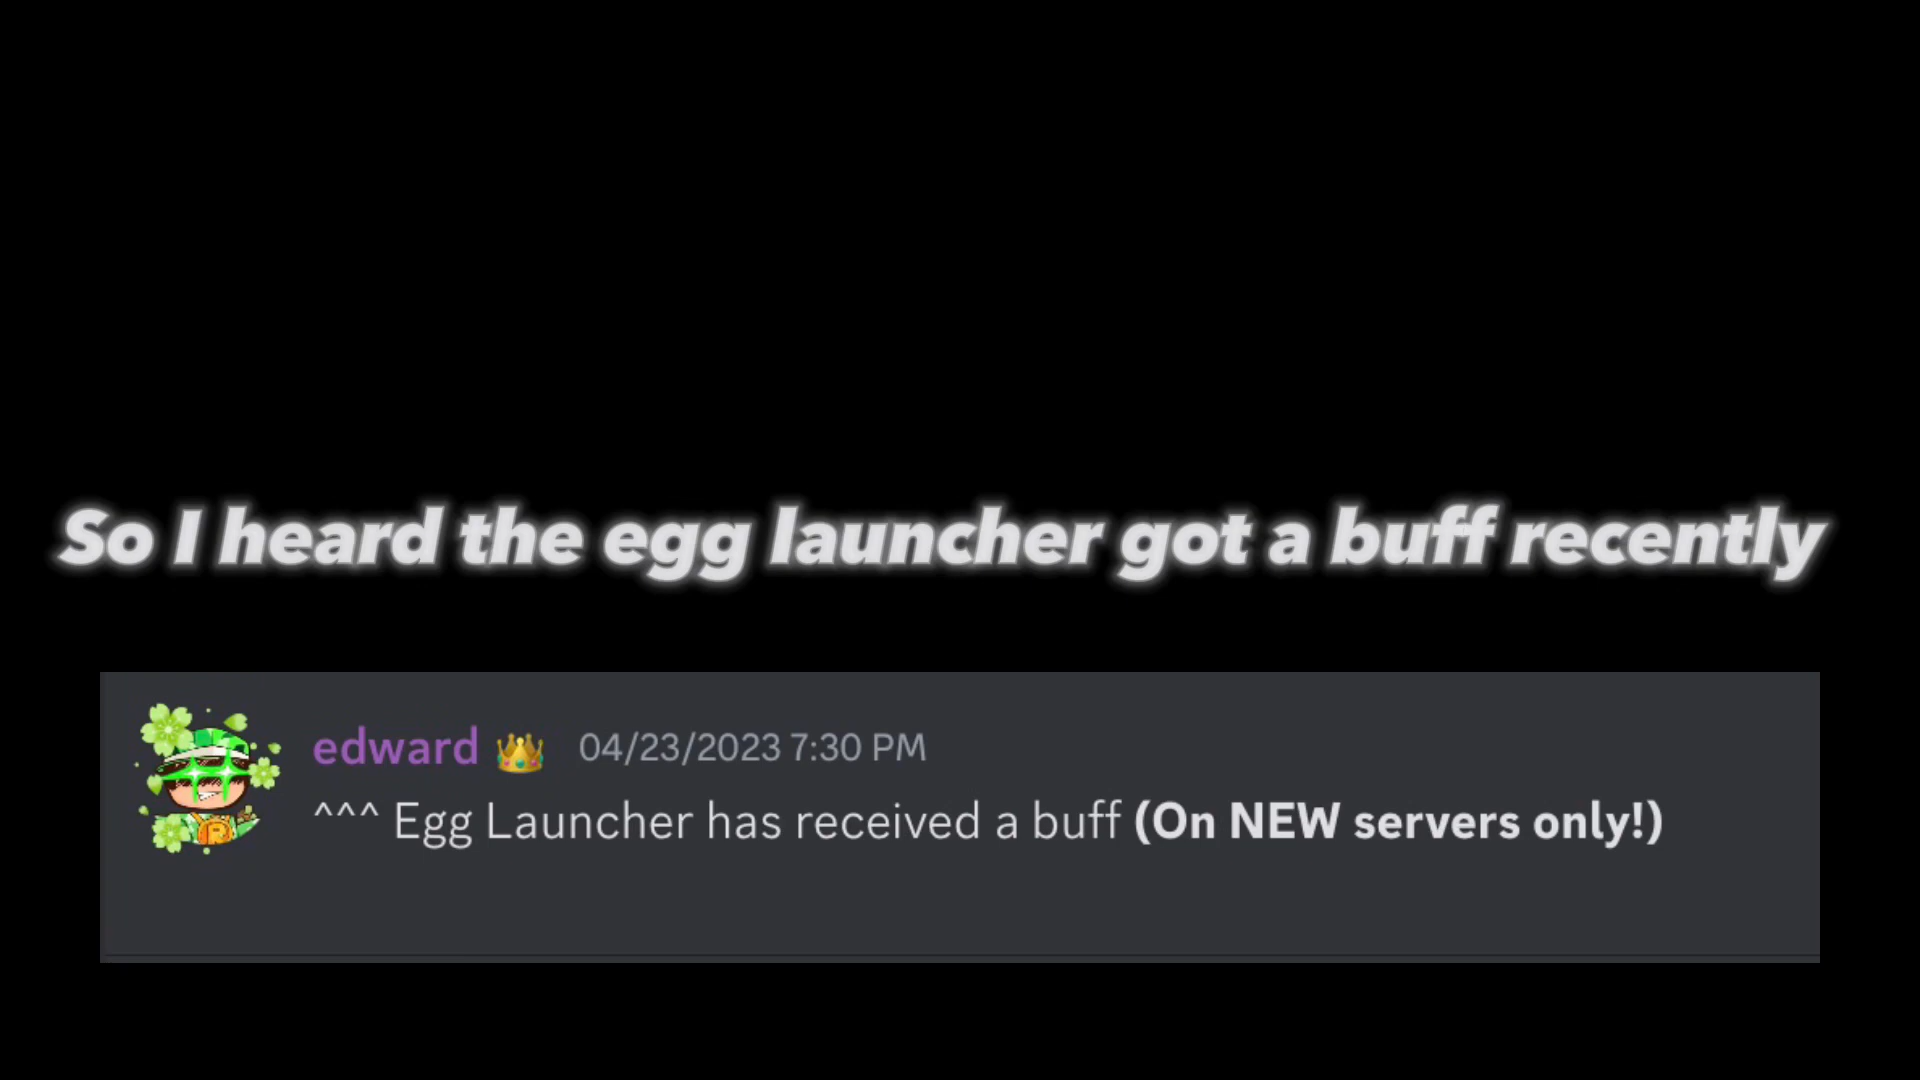 So I heard the egg launcher got a buff recently
edward 👑 04/23/2023 7:30 PM
^^^ Egg Launcher has received a buff (On NEW servers only!)